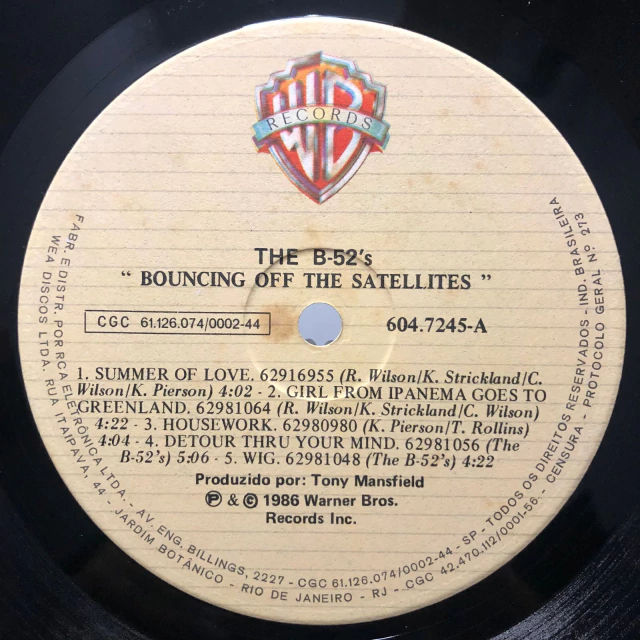 WB
RECORDS
THE B-52's
“ BOUNCING OFF THE SATELLITES ”
CGC 61.126.074/0002-44
604.7245-A
1. SUMMER OF LOVE. 62916955 (R. Wilson/K. Strickland/C.
Wilson/K. Pierson) 4:02 - 2. GIRL FROM IPANEMA GOES TO
GREENLAND. 62981064 (R. Wilson/K. Strickland/C. Wilson)
4:22 - 3. HOUSEWORK. 62980980 (K. Pierson/T. Rollins)
4:04 - 4. DETOUR THRU YOUR MIND. 62981056 (The
B-52's) 5:06 - 5. WIG. 62981048 (The B-52's) 4:22
Produzido por: Tony Mansfield
℗ & © 1986 Warner Bros.
Records Inc.
FABR. E DISTR. POR RCA ELETRÔNICA LTDA. - AV. ENG. BILLINGS, 2227 - CGC 61.126.074/0002-44 - SP - TODOS OS DIREITOS RESERVADOS - IND. BRASILEIRA
WEA DISCOS LTDA. RUA ITAIPAVA, 44 - JARDIM BOTÂNICO - RIO DE JANEIRO - RJ - CGC 42.470.112/0001-56 - CENSURA - PROTOCOLO GERAL Nº 273